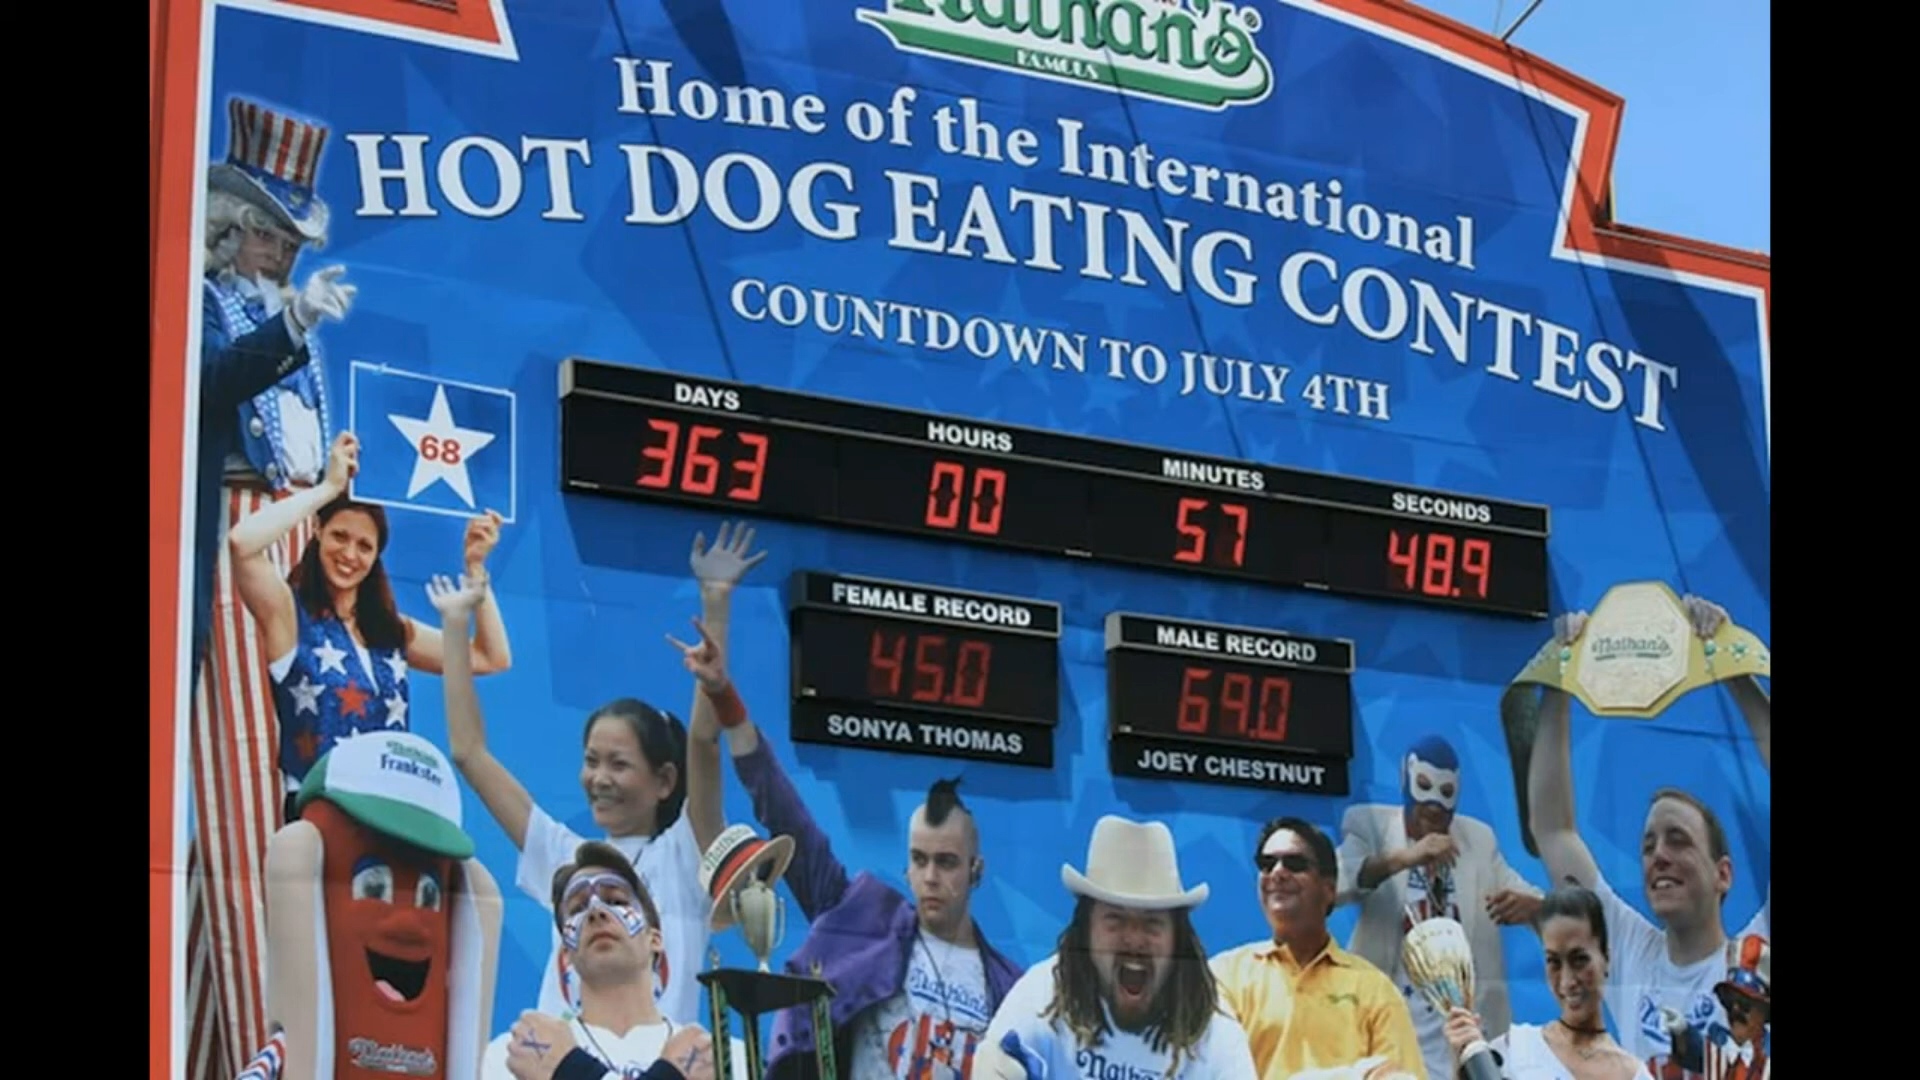 Nathan's
FAMOUS
Home of the International
HOT DOG EATING CONTEST
COUNTDOWN TO JULY 4TH
DAYS HOURS MINUTES SECONDS
363 00 57 48.9
68
FEMALE RECORD
45.0
SONYA THOMAS
MALE RECORD
69.0
JOEY CHESTNUT
Nathan's
Frankster
Nathan's
Nathan's